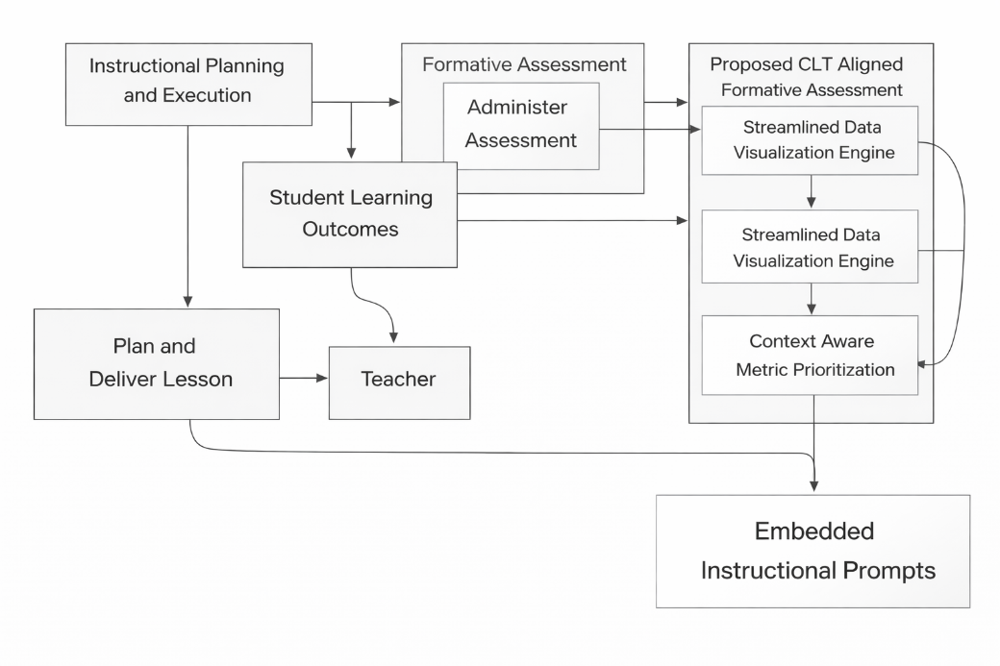 Instructional Planning
and Execution
Formative Assessment
Administer
Assessment
Proposed CLT Aligned
Formative Assessment
Streamlined Data
Visualization Engine
Student Learning
Outcomes
Streamlined Data
Visualization Engine
Plan and
Deliver Lesson
Teacher
Context Aware
Metric Prioritization
Embedded
Instructional Prompts